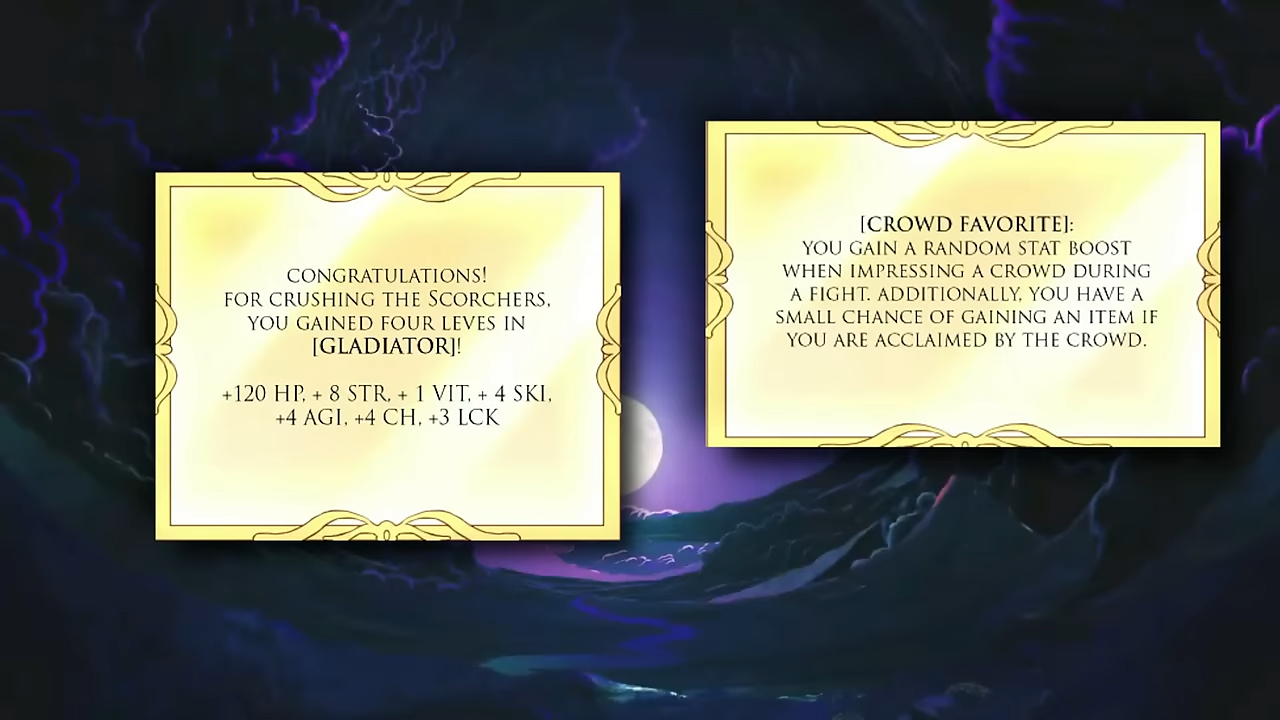 CONGRATULATIONS!
FOR CRUSHING THE SCORCHERS,
YOU GAINED FOUR LEVES IN
[GLADIATOR]!
+120 HP, + 8 STR, + 1 VIT, + 4 SKI,
+4 AGI, +4 CH, +3 LCK
[CROWD FAVORITE]:
YOU GAIN A RANDOM STAT BOOST
WHEN IMPRESSING A CROWD DURING
A FIGHT. ADDITIONALLY, YOU HAVE A
SMALL CHANCE OF GAINING AN ITEM IF
YOU ARE ACCLAIMED BY THE CROWD.